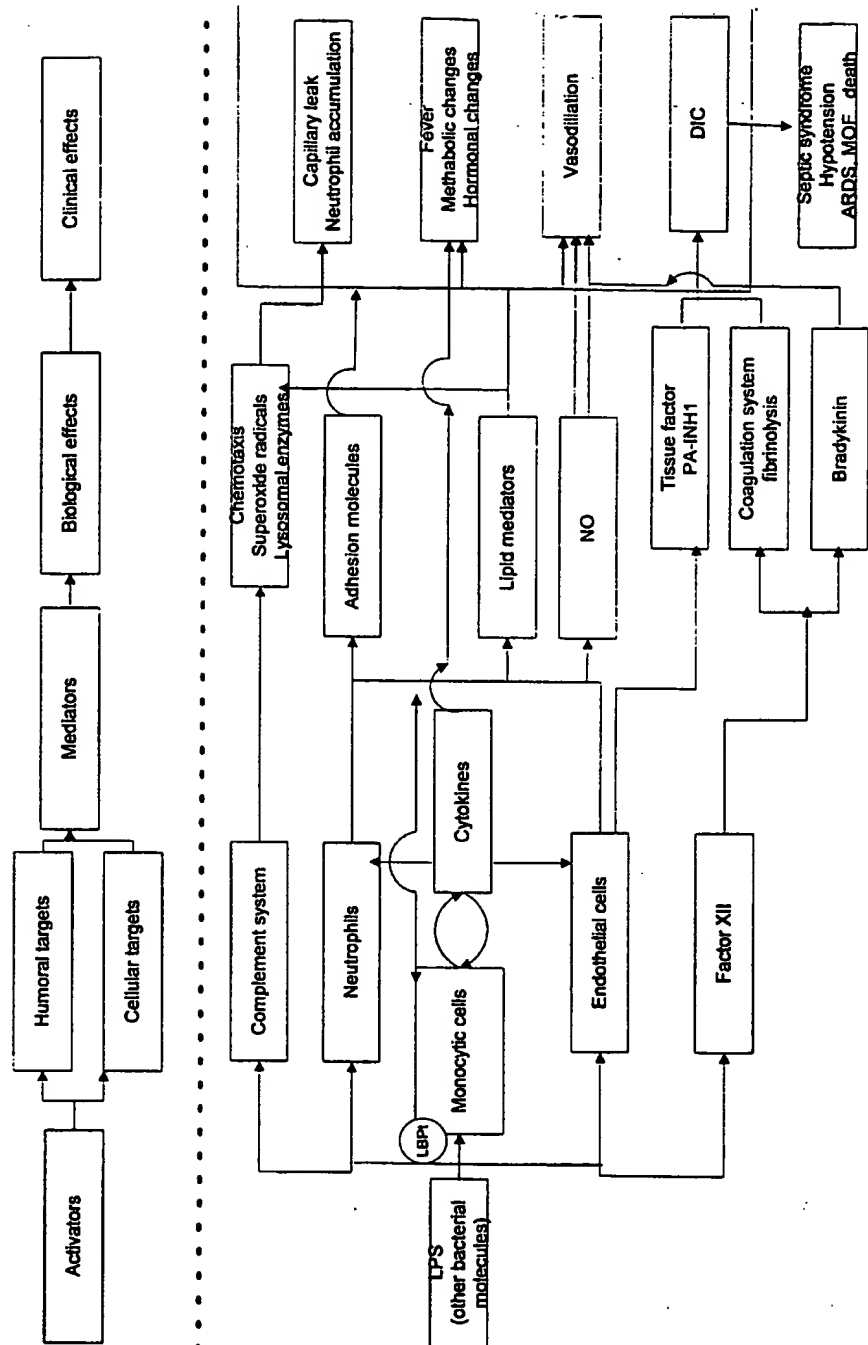 Activators
Humoral targets
Cellular targets
Mediators
Biological effects
Clinical effects
LPS
(other bacterial
molecules)
LBPt
Complement system
Neutrophils
Monocytic cells
Cytokines
Endothelial cells
Factor XII
Chemotaxis
Superoxide radicals
Lysosomal enzymes
Adhesion molecules
Lipid mediators
NO
Tissue factor
PA-INH1
Coagulation system
fibrinolysis
Bradykinin
Capillary leak
Neutrophil accumulation
Fever
Methabolic changes
Hormonal changes
Vasodillation
DIC
Septic syndrome
Hypotension
ARDS, MOF, death